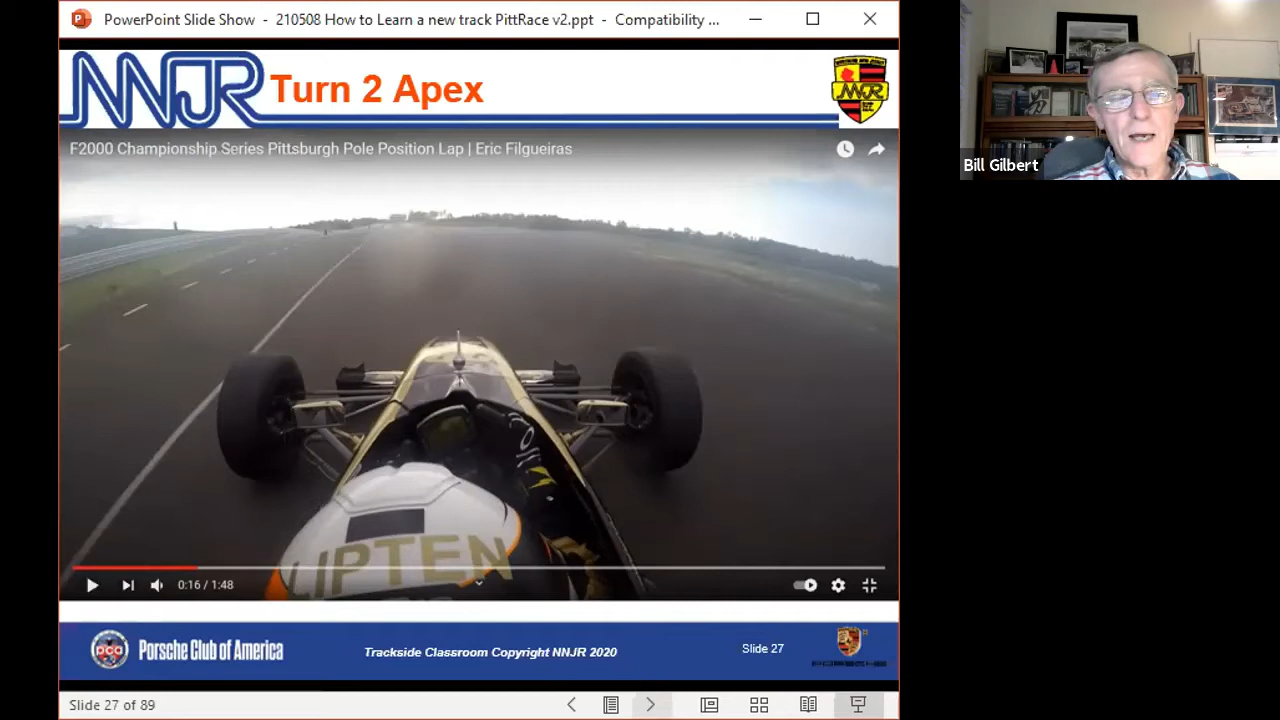 PowerPoint Slide Show - 210508 How to Learn a new track PittRace v2.ppt - Compatibility ...
NNJR
Turn 2 Apex
F2000 Championship Series Pittsburgh Pole Position Lap | Eric Filgueiras
Bill Gilbert
LIPTEN
0:16 / 1:48
pca
Porsche Club of America
Trackside Classroom Copyright NNJR 2020
Slide 27
Slide 27 of 89